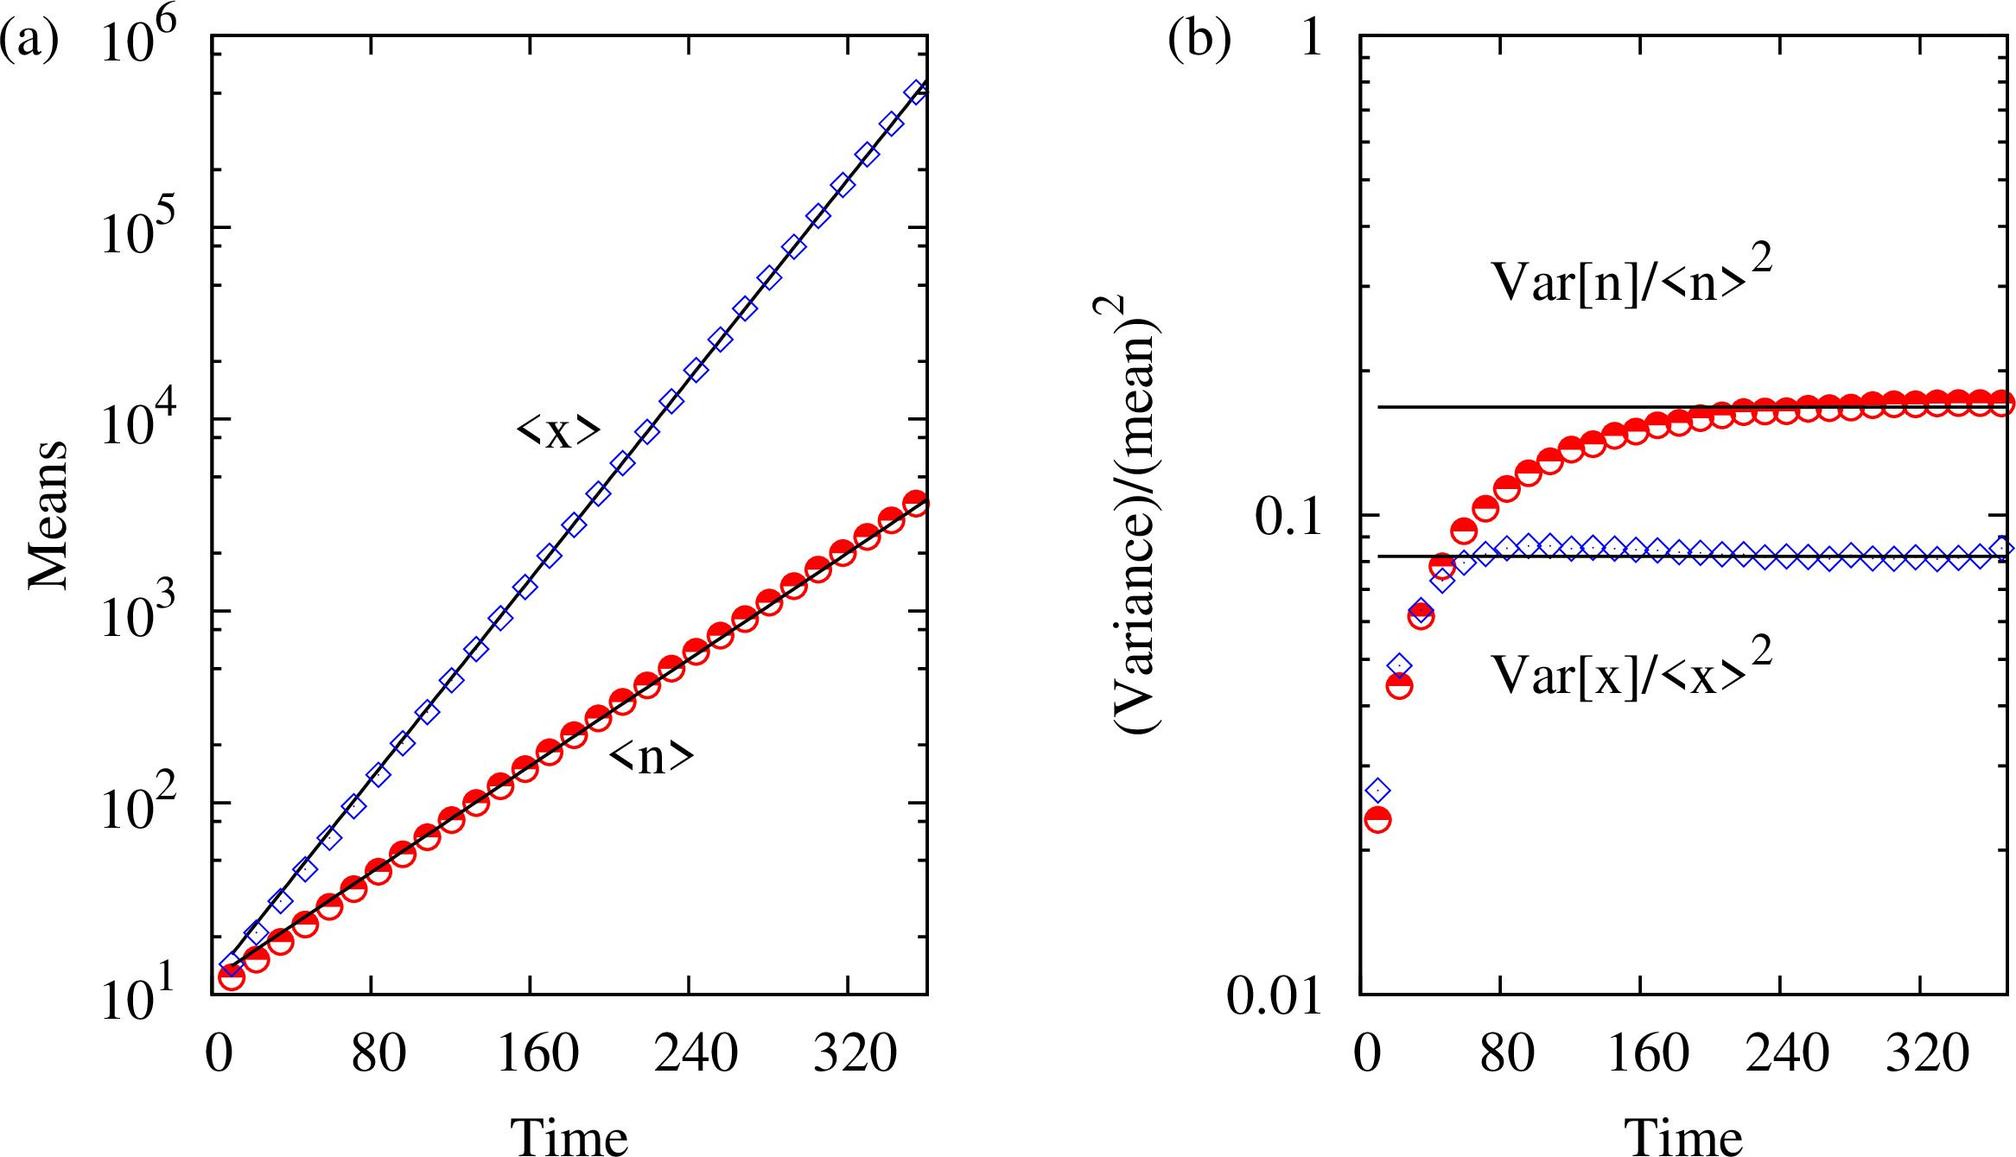 (a)
10^6
10^5
10^4
10^3
10^2
10^1
Means
<x>
<n>
0 80 160 240 320
Time
(b)
1
0.1
0.01
(Variance)/(mean)^2
Var[n]/<n>^2
Var[x]/<x>^2
0 80 160 240 320
Time